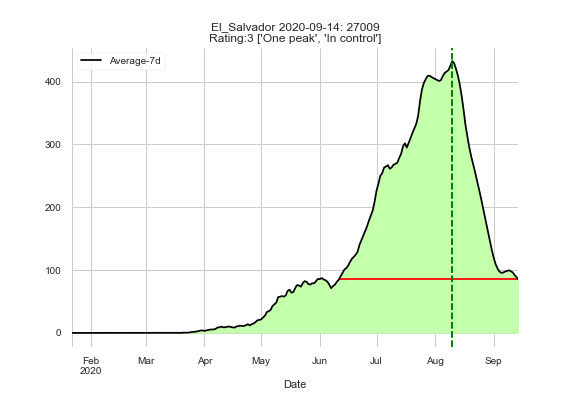 El_Salvador 2020-09-14: 27009
Rating:3 ['One peak', 'In control']
Average-7d
400
300
200
100
0
Feb Mar Apr May Jun Jul Aug Sep
2020
Date